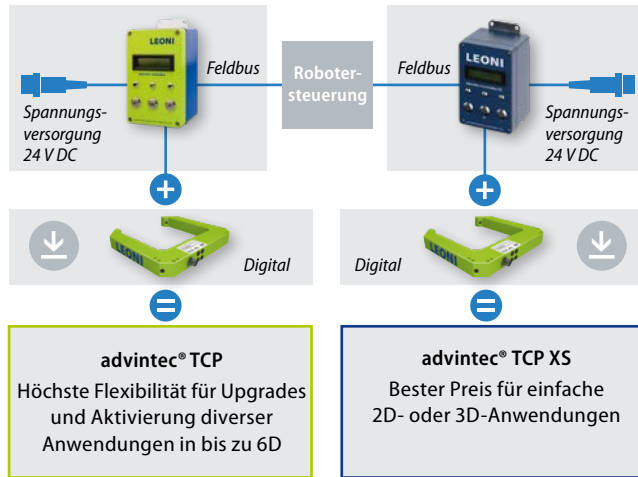 LEONI
LEONI
Feldbus
Roboter-
steuerung
Feldbus
Spannungs-
versorgung
24 V DC
Spannungs-
versorgung
24 V DC
LEONI
Digital
Digital
LEONI
advintec® TCP
Höchste Flexibilität für Upgrades
und Aktivierung diverser
Anwendungen in bis zu 6D
advintec® TCP XS
Bester Preis für einfache
2D- oder 3D-Anwendungen